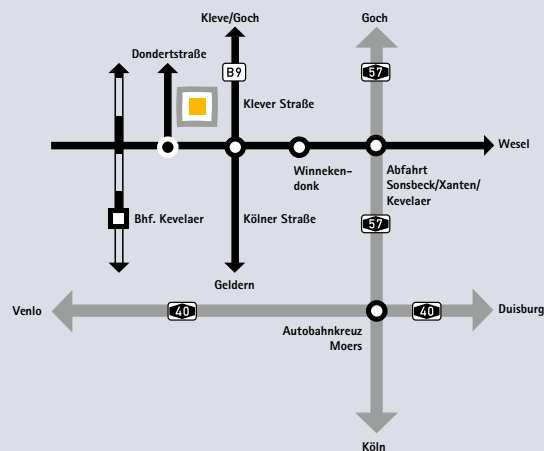 Kleve/Goch
Goch
Dondertstraße
B9
57
Klever Straße
Wesel
Winneken-
donk
Abfahrt
Sonsbeck/Xanten/
Kevelaer
Bhf. Kevelaer
Kölner Straße
57
Geldern
Venlo
40
40
Duisburg
Autobahnkreuz
Moers
Köln